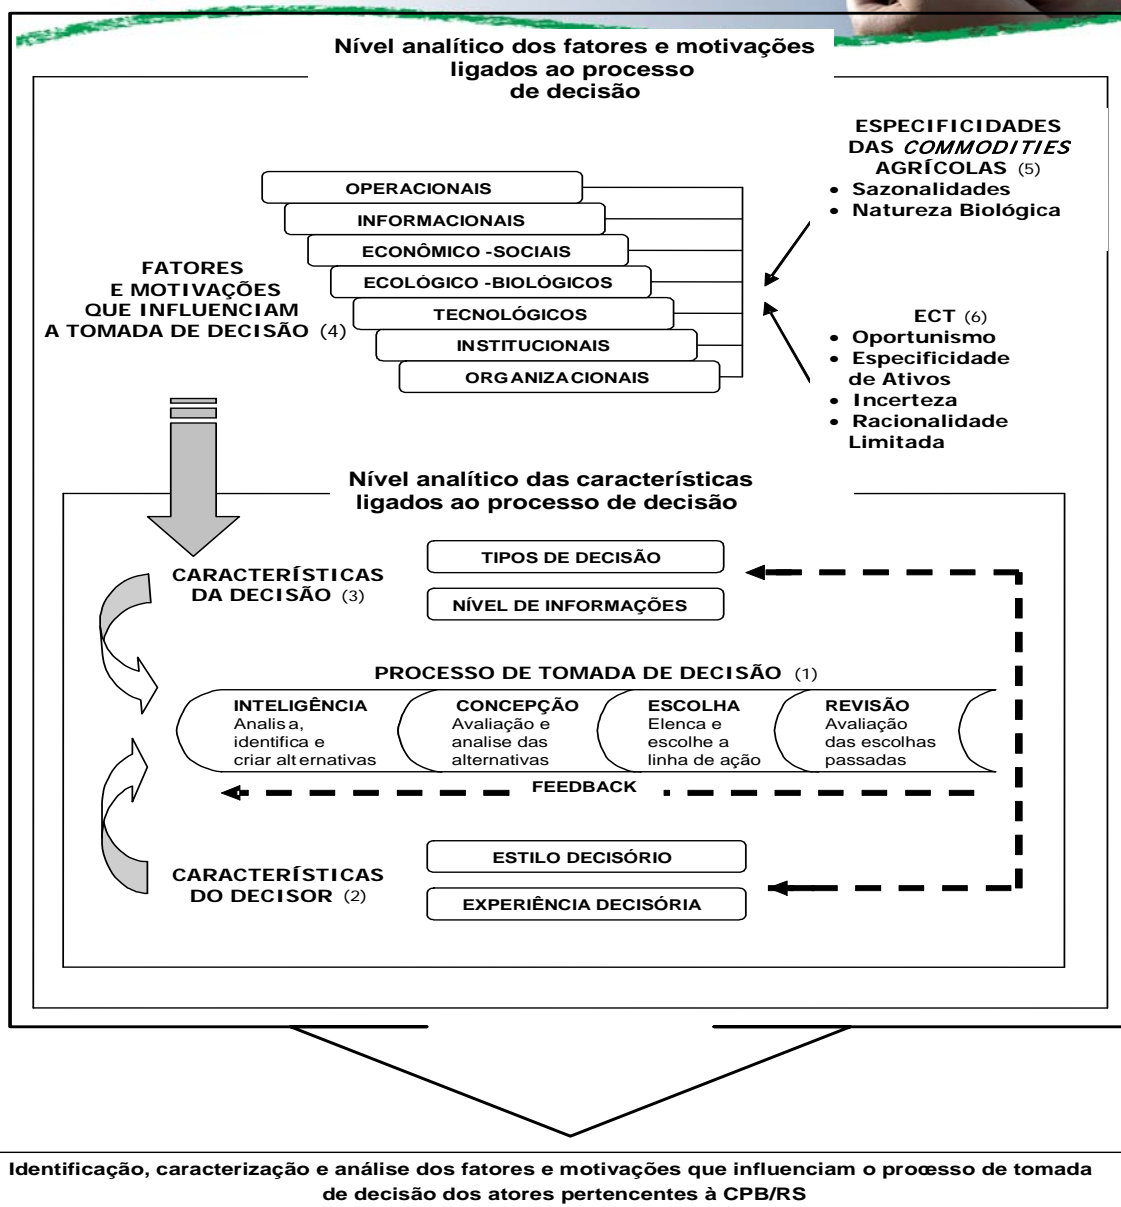 Nível analítico dos fatores e motivações
ligados ao processo
de decisão
ESPECIFICIDADES
DAS COMMODITIES
AGRÍCOLAS (5)
• Sazonalidades
• Natureza Biológica
OPERACIONAIS
INFORMACIONAIS
ECONÔMICO -SOCIAIS
ECOLÓGICO -BIOLÓGICOS
TECNOLÓGICOS
INSTITUCIONAIS
ORGANIZACIONAIS
FATORES
E MOTIVAÇÕES
QUE INFLUENCIAM
A TOMADA DE DECISÃO (4)
ECT (6)
• Oportunismo
• Especificidade
de Ativos
• Incerteza
• Racionalidade
Limitada
Nível analítico das características
ligados ao processo de decisão
CARACTERÍSTICAS
DA DECISÃO (3)
TIPOS DE DECISÃO
NÍVEL DE INFORMAÇÕES
PROCESSO DE TOMADA DE DECISÃO (1)
INTELIGÊNCIA
Analisa,
identifica e
criar alternativas
CONCEPÇÃO
Avaliação e
analise das
alternativas
ESCOLHA
Elenca e
escolhe a
linha de ação
REVISÃO
Avaliação
das escolhas
passadas
FEEDBACK
CARACTERÍSTICAS
DO DECISOR (2)
ESTILO DECISÓRIO
EXPERIÊNCIA DECISÓRIA
Identificação, caracterização e análise dos fatores e motivações que influenciam o processo de tomada
de decisão dos atores pertencentes à CPB/RS